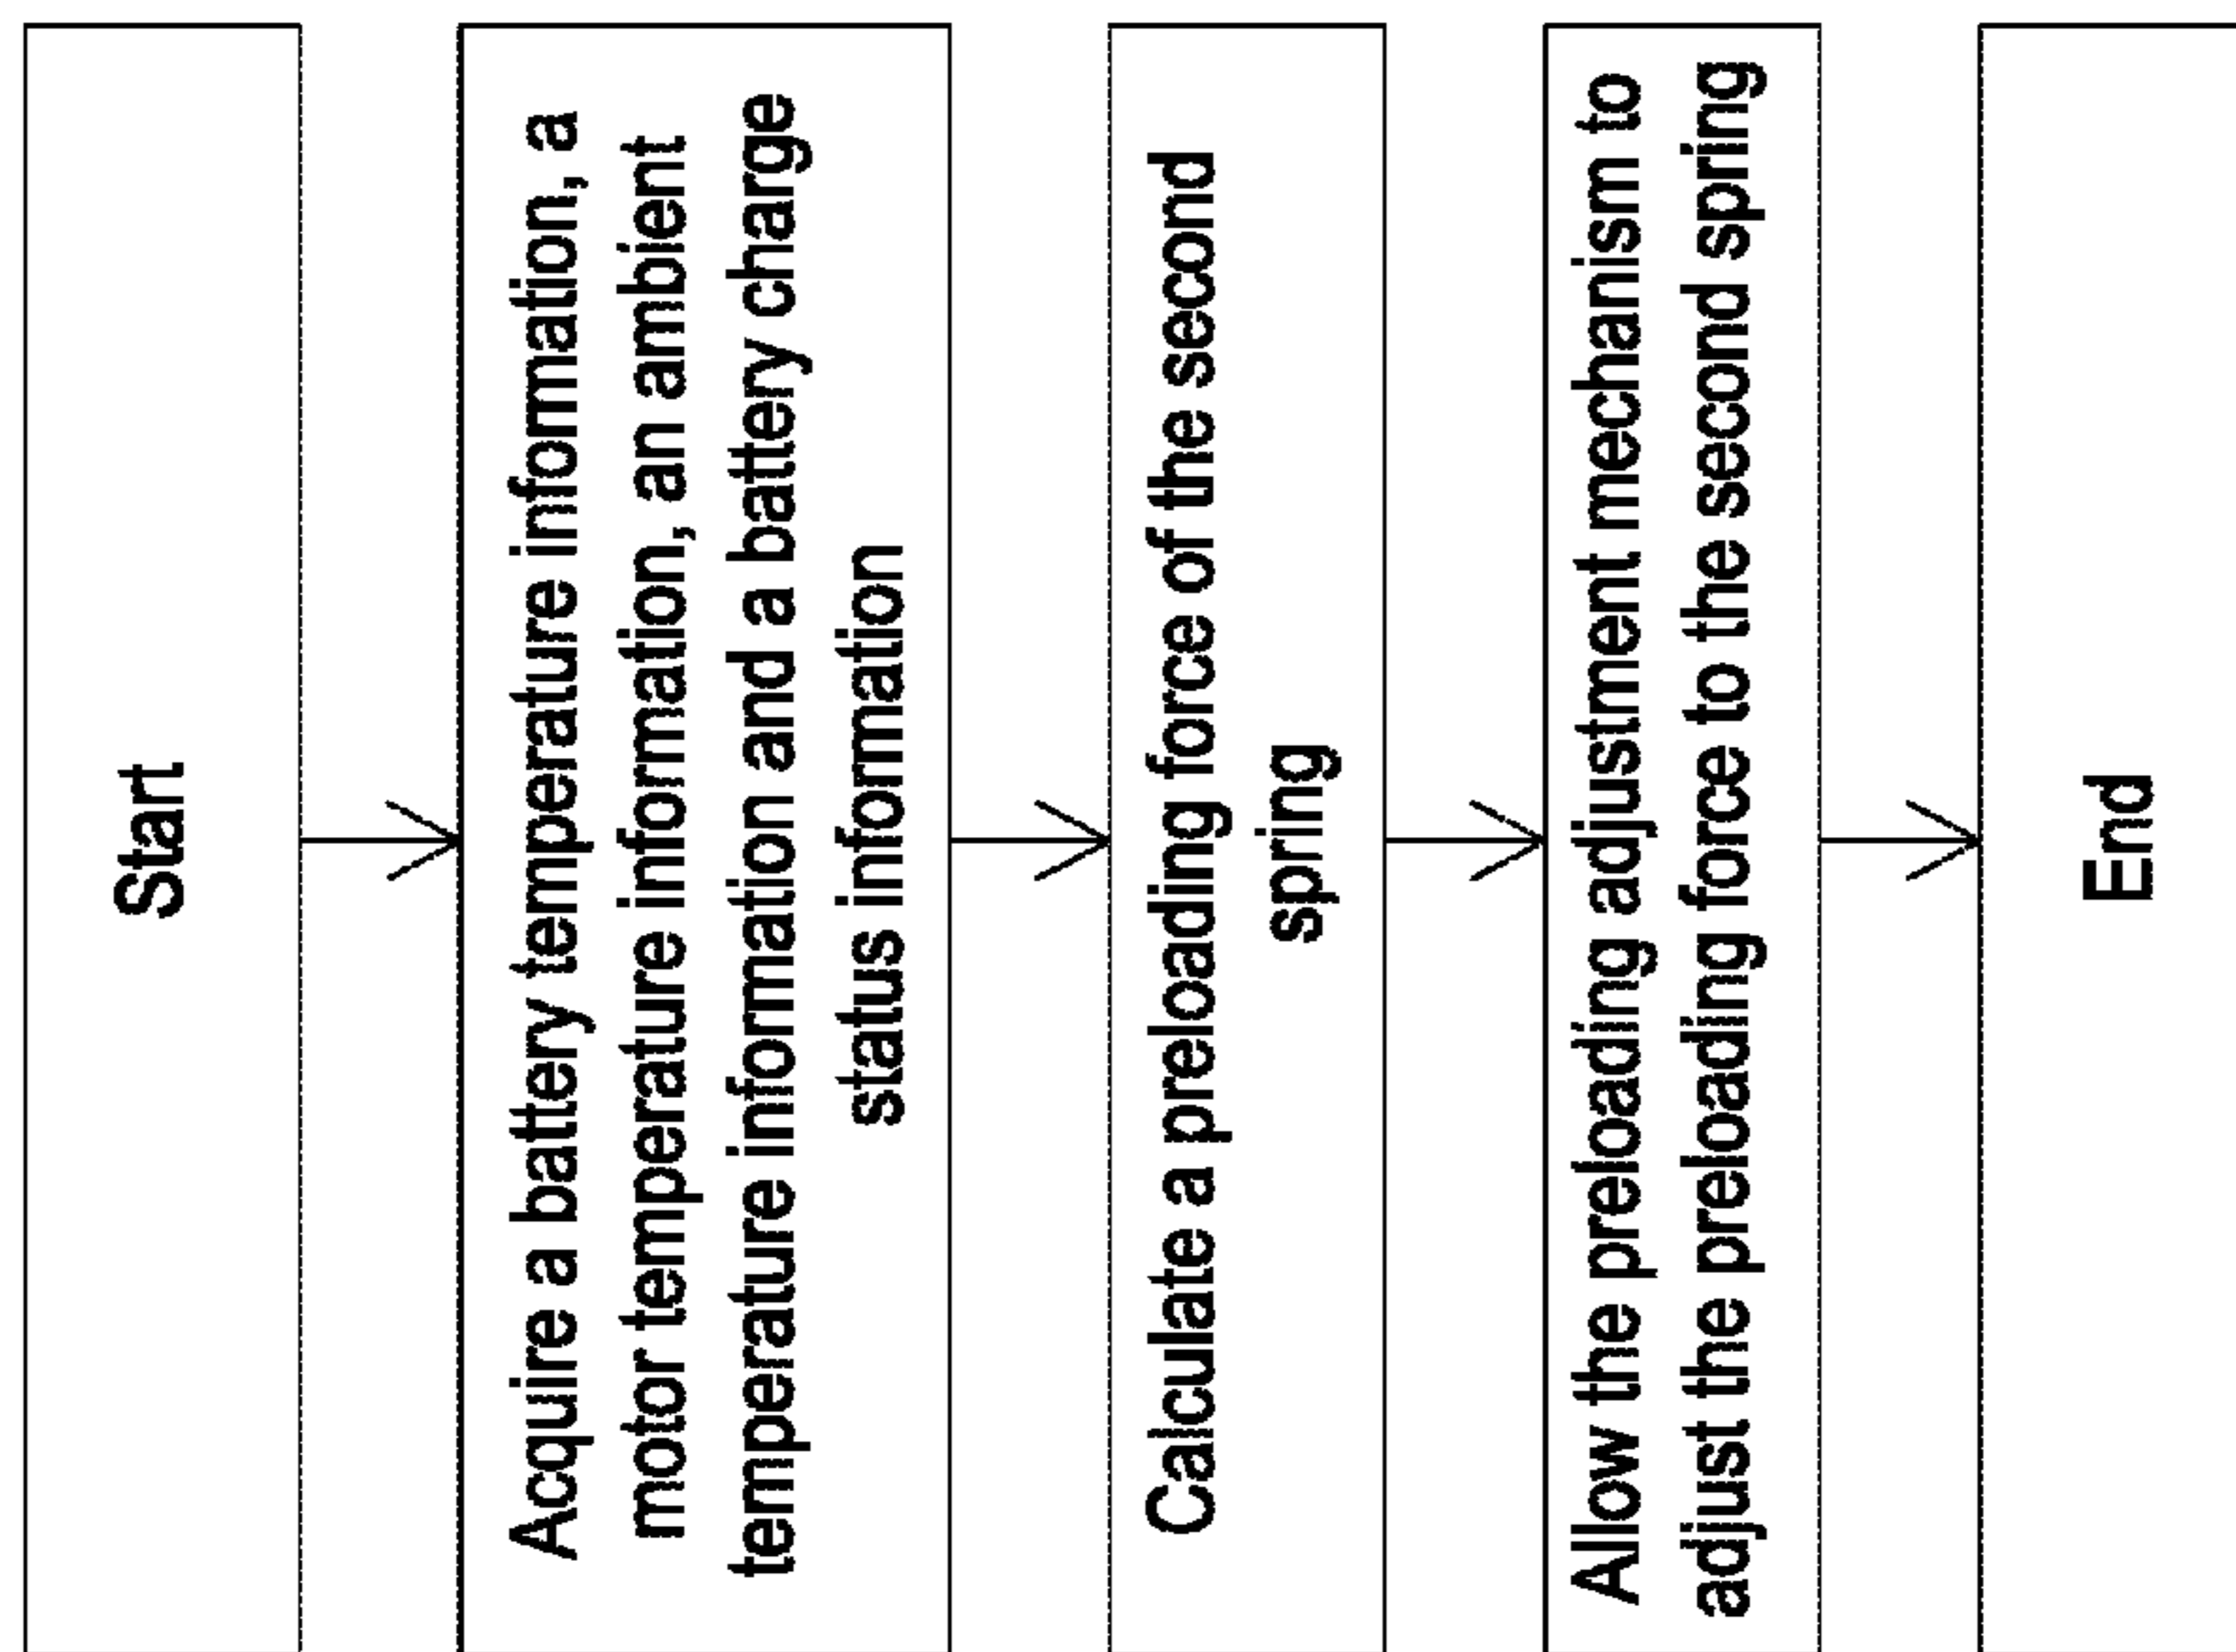 Start
Acquire a battery temperature information, a
motor temperature information, an ambient
temperature information and a battery charge
status information
Calculate a preloading force of the second
spring
Allow the preloading adjustment mechanism to
adjust the preloading force to the second spring
End